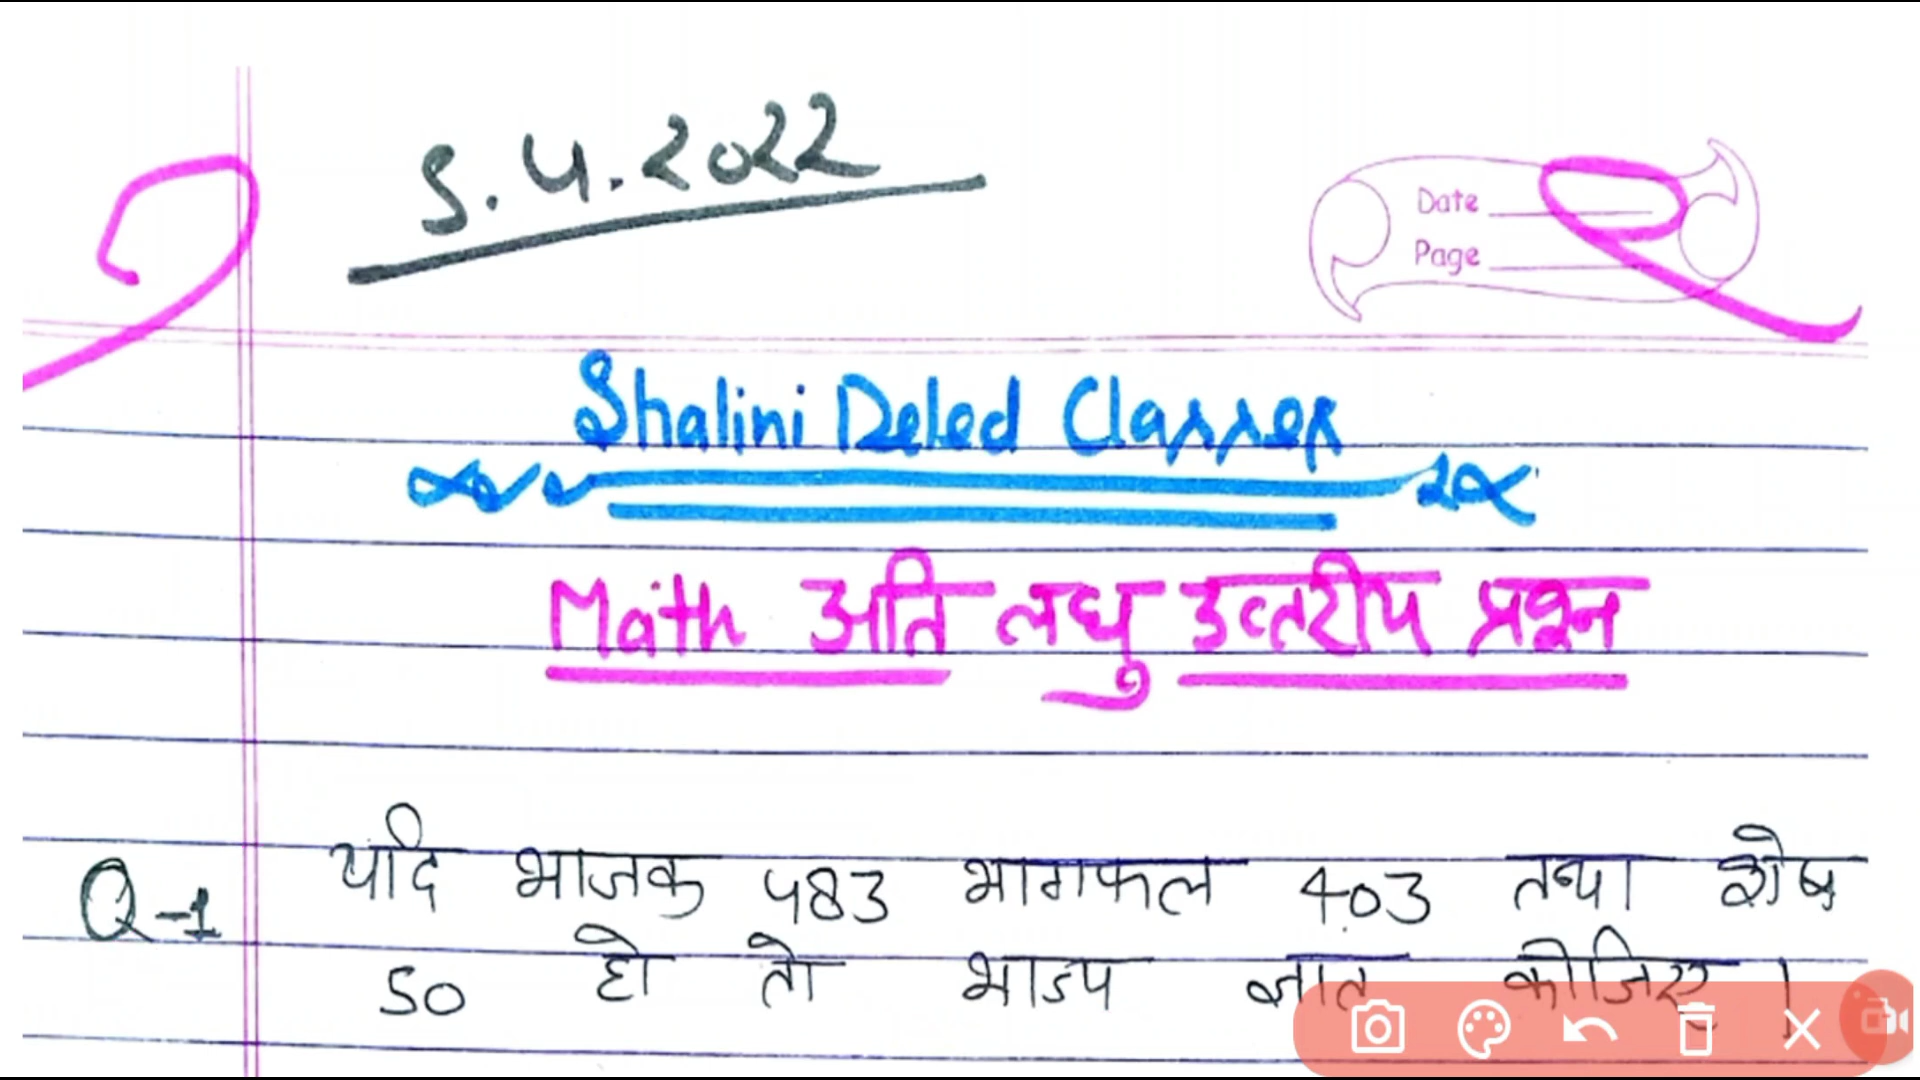 5.4.2022
Date
Page
Shalini Deled Classes
Math अति लघु उत्तरीय प्रश्न
Q-1 यदि भाजक 483 भागफल 403 तथा शेष
50 हो तो भाज्य ज्ञात कीजिए।